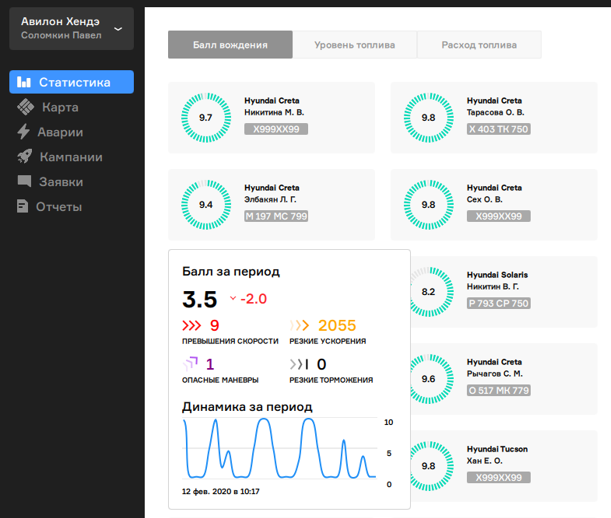 Авилон Хендэ
Соломкин Павел
Статистика
Карта
Аварии
Кампании
Заявки
Отчеты
Балл вождения
Уровень топлива
Расход топлива
9.7
Hyundai Creta
Никитина М. В.
X999XX99
9.8
Hyundai Creta
Тарасова О. В.
X 403 TK 750
9.4
Hyundai Creta
Элбакян Л. Г.
M 197 MC 799
9.8
Hyundai Creta
Сех О. В.
X999XX99
Балл за период
3.5
-2.0
9
ПРЕВЫШЕНИЯ СКОРОСТИ
2055
РЕЗКИЕ УСКОРЕНИЯ
1
ОПАСНЫЕ МАНЕВРЫ
0
РЕЗКИЕ ТОРМОЖЕНИЯ
Динамика за период
10
5
0
12 фев. 2020 в 10:17
8.2
Hyundai Solaris
Никитин В. Г.
P 793 CP 750
9.6
Hyundai Creta
Рычагов С. М.
O 517 MK 779
9.8
Hyundai Tucson
Хан Е. О.
X999XX99